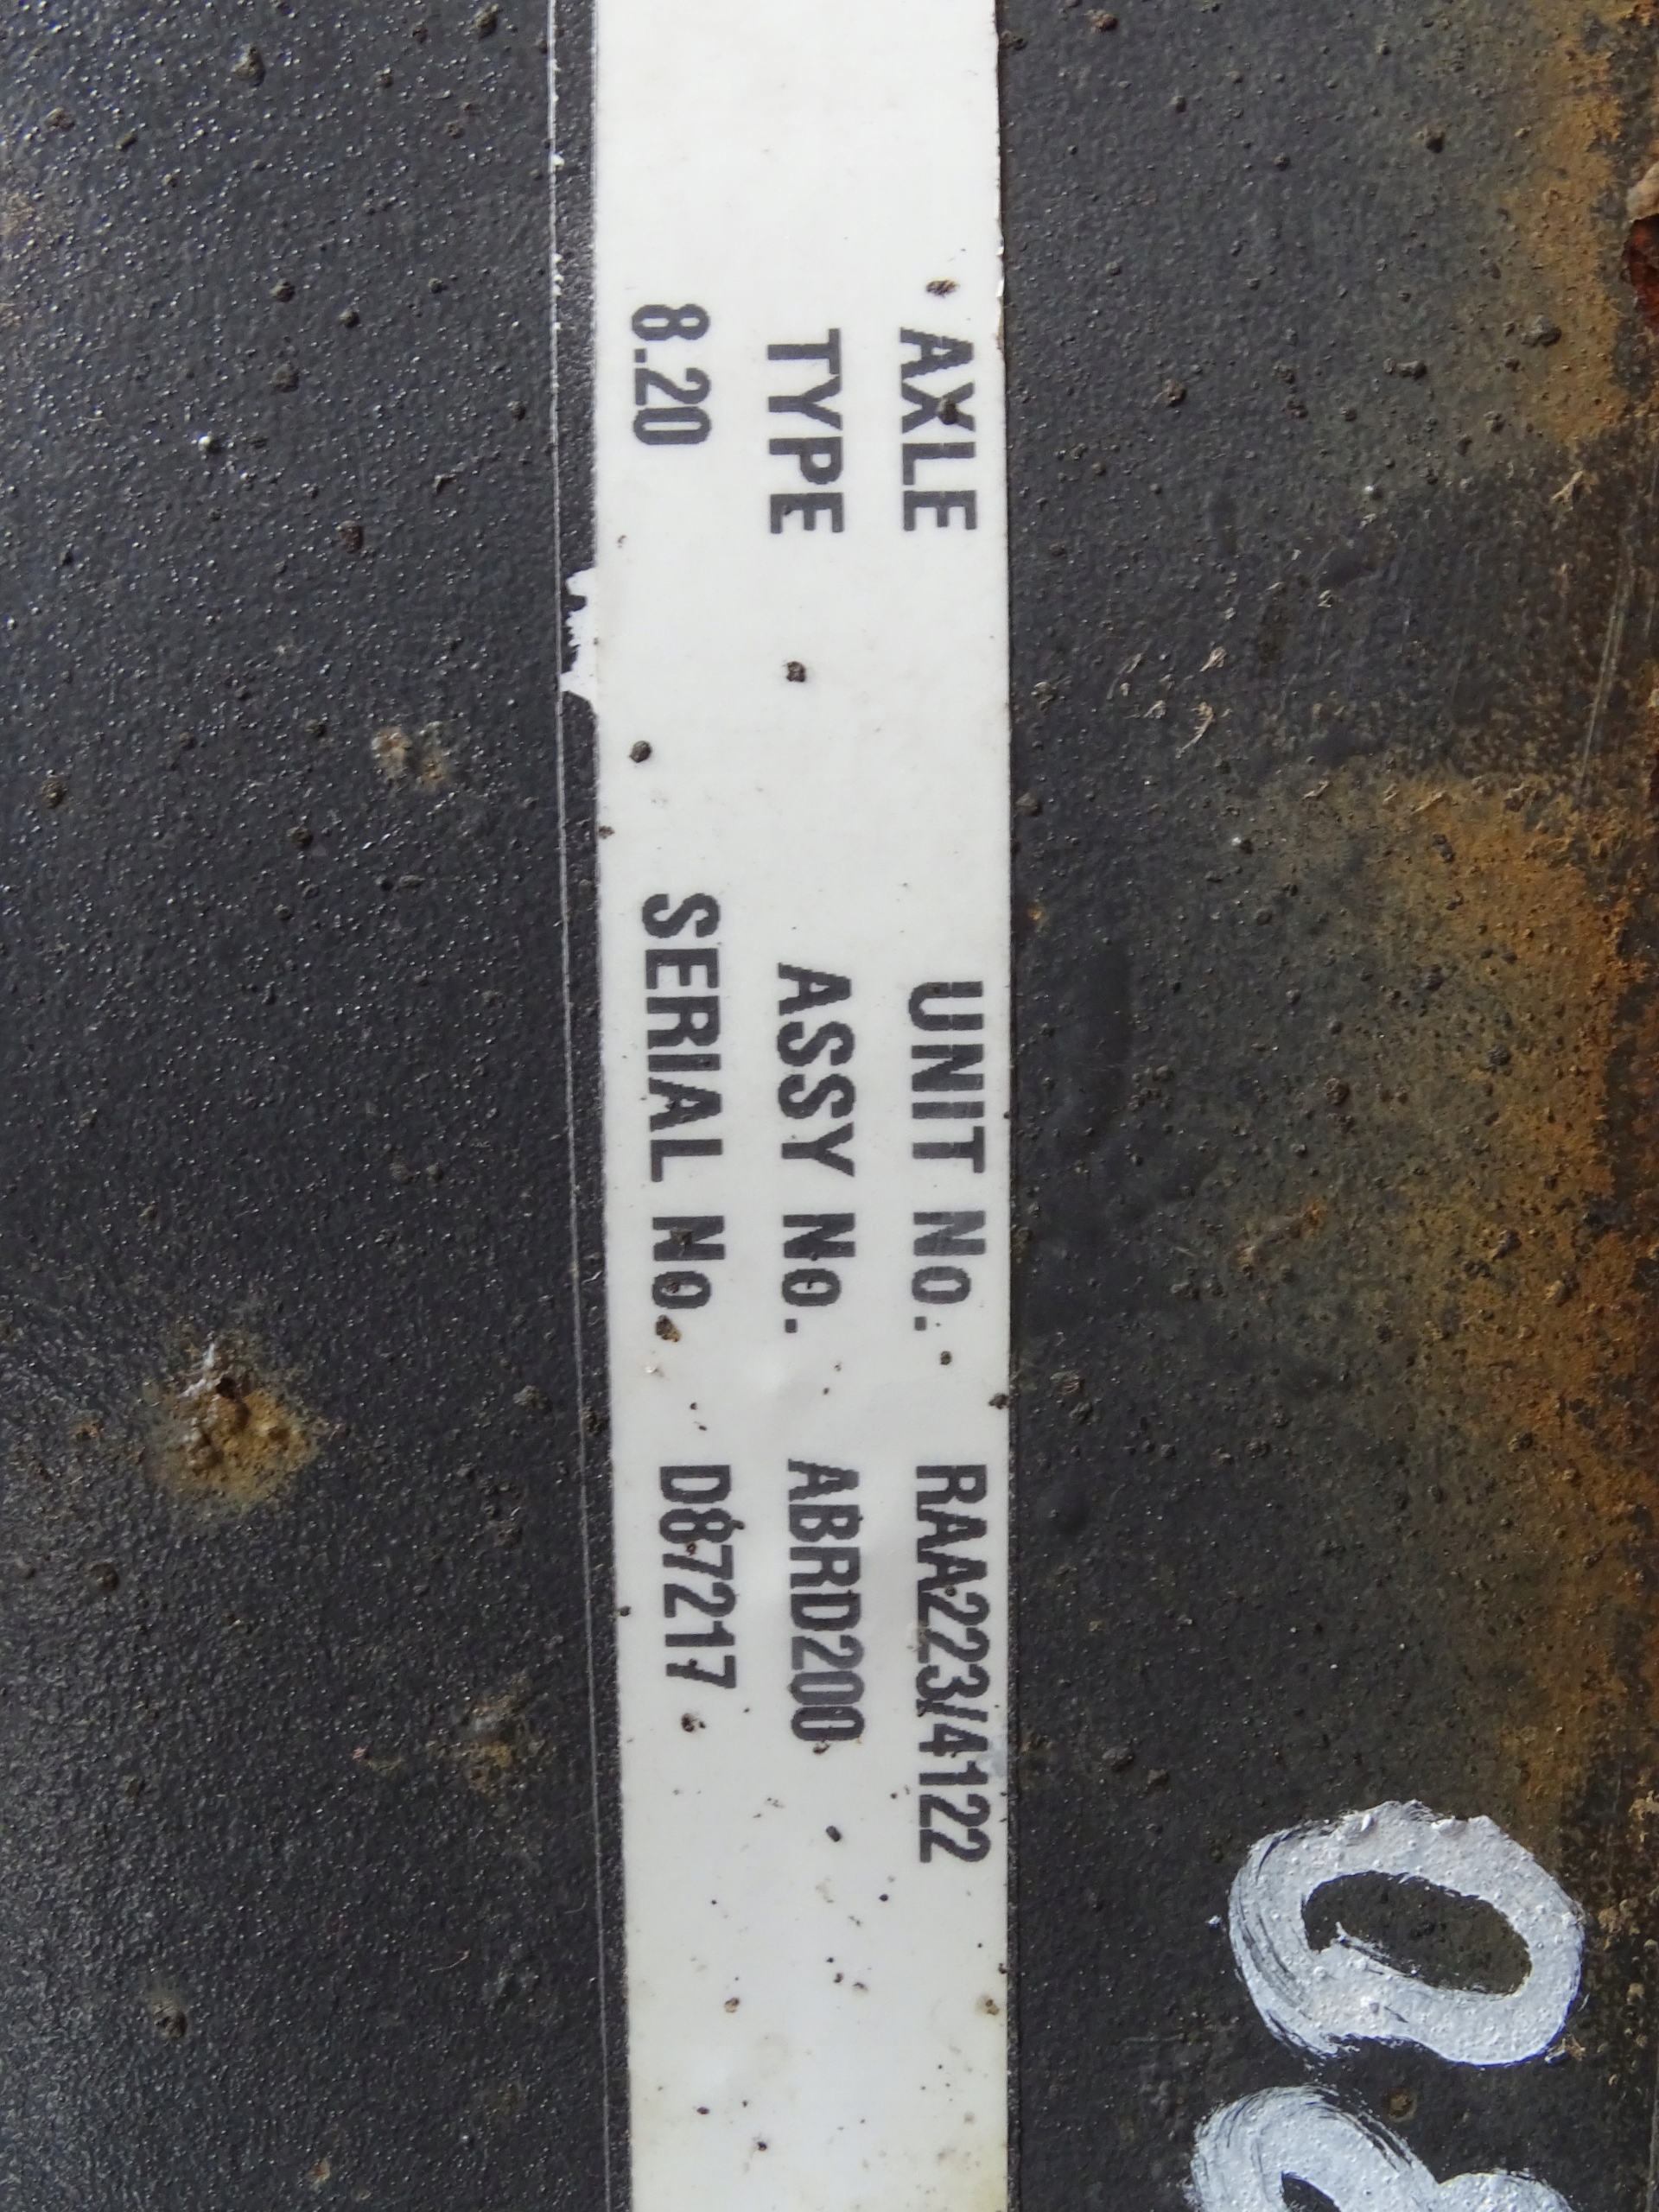 AXLE UNIT No. RAA223/4122
TYPE ASSY No. ABRD200
8.20 SERIAL No. D87217